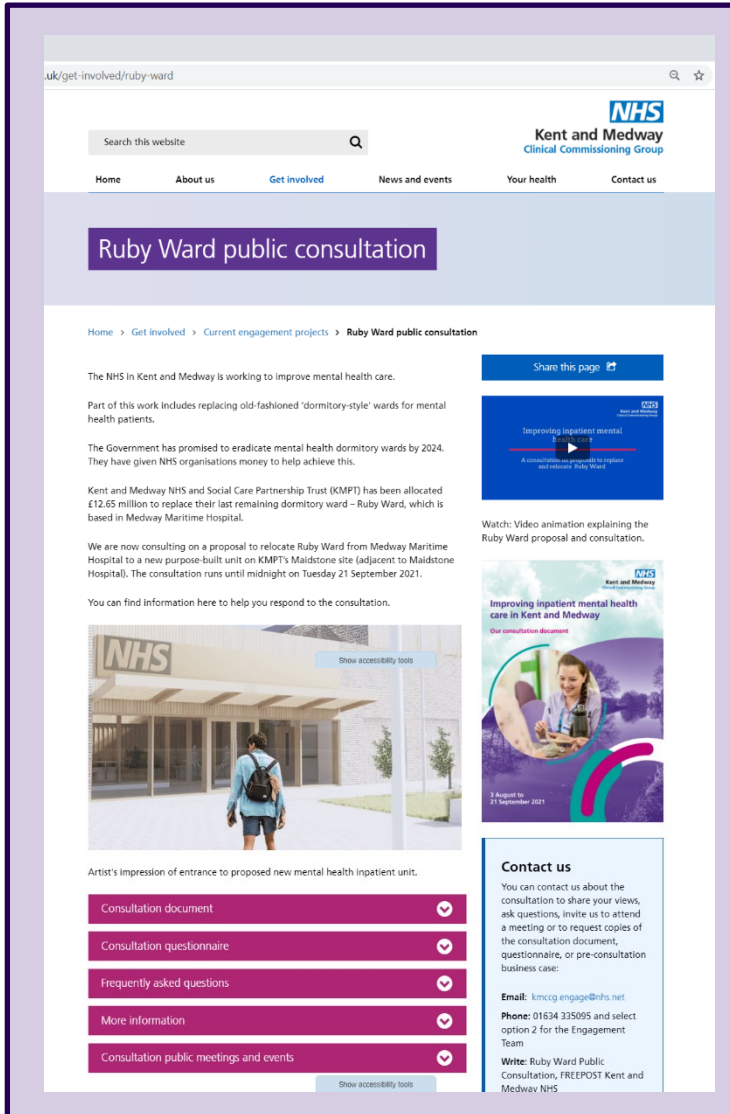 .uk/get-involved/ruby-ward
NHS
Kent and Medway
Clinical Commissioning Group
Search this website
Home
About us
Get involved
News and events
Your health
Contact us
Ruby Ward public consultation
Home > Get involved > Current engagement projects > Ruby Ward public consultation
The NHS in Kent and Medway is working to improve mental health care.
Part of this work includes replacing old-fashioned 'dormitory-style' wards for mental
health patients.
The Government has promised to eradicate mental health dormitory wards by 2024.
They have given NHS organisations money to help achieve this.
Kent and Medway NHS and Social Care Partnership Trust (KMPT) has been allocated
£12.65 million to replace their last remaining dormitory ward – Ruby Ward, which is
based in Medway Maritime Hospital.
We are now consulting on a proposal to relocate Ruby Ward from Medway Maritime
Hospital to a new purpose-built unit on KMPT's Maidstone site (adjacent to Maidstone
Hospital). The consultation runs until midnight on Tuesday 21 September 2021.
You can find information here to help you respond to the consultation.
NHS
Show accessibility tools
Artist's impression of entrance to proposed new mental health inpatient unit.
Consultation document
Consultation questionnaire
Frequently asked questions
More information
Consultation public meetings and events
Show accessibility tools
Share this page
NHS
Kent and Medway
Clinical Commissioning Group
Improving inpatient mental
health care
A consultation on proposals to replace
and relocate Ruby Ward
Watch: Video animation explaining the
Ruby Ward proposal and consultation.
NHS
Kent and Medway
Clinical Commissioning Group
Improving inpatient mental health
care in Kent and Medway
Our consultation document
3 August to
21 September 2021
Contact us
You can contact us about the
consultation to share your views,
ask questions, invite us to attend
a meeting or to request copies of
the consultation document,
questionnaire, or pre-consultation
business case:
Email: kmccg.engage@nhs.net
Phone: 01634 335095 and select
option 2 for the Engagement
Team
Write: Ruby Ward Public
Consultation, FREEPOST Kent and
Medway NHS